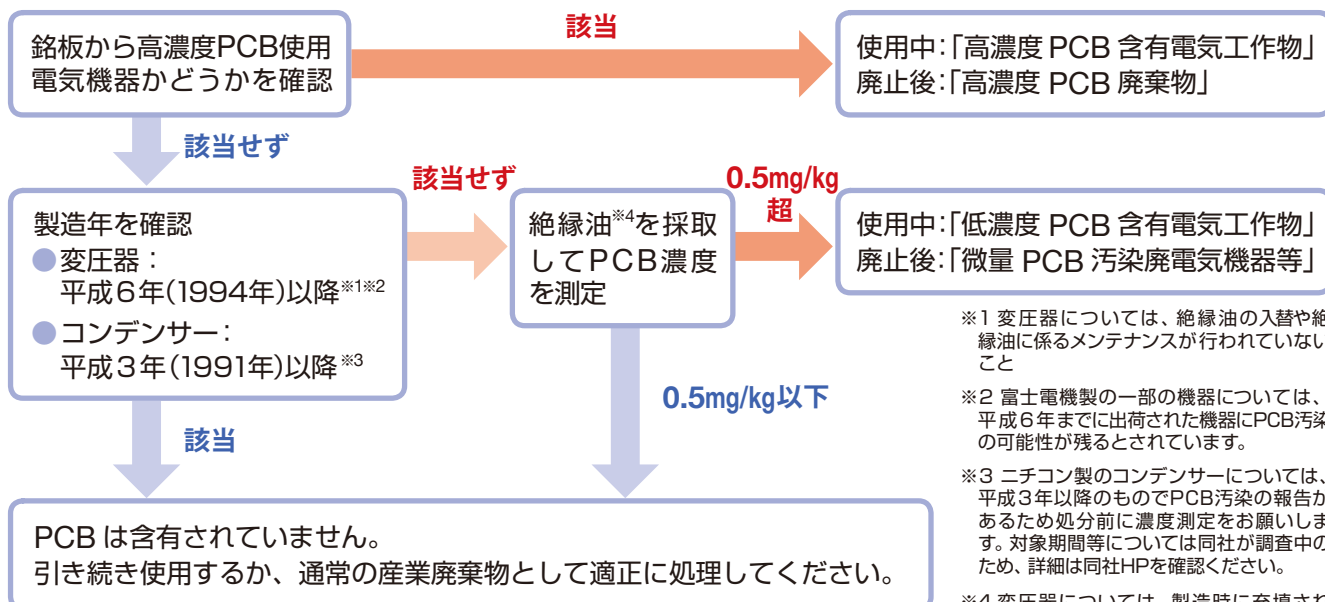 銘板から高濃度PCB使用
電気機器かどうかを確認
該当
使用中：「高濃度 PCB 含有電気工作物」
廃止後：「高濃度 PCB 廃棄物」
該当せず
製造年を確認
●変圧器：
平成6年(1994年)以降※1※2
●コンデンサー：
平成3年(1991年)以降※3
該当せず
絶縁油※4を採取
してPCB濃度
を測定
0.5mg/kg
超
使用中：「低濃度 PCB 含有電気工作物」
廃止後：「微量 PCB 汚染廃電気機器等」
該当
0.5mg/kg以下
PCB は含有されていません。
引き続き使用するか、通常の産業廃棄物として適正に処理してください。
※1 変圧器については、絶縁油の入替や絶
縁油に係るメンテナンスが行われていない
こと
※2 富士電機製の一部の機器については、
平成6年までに出荷された機器にPCB汚染
の可能性が残るとされています。
※3 ニチコン製のコンデンサーについては、
平成3年以降のものでPCB汚染の報告が
あるため処分前に濃度測定をお願いしま
す。対象期間等については同社が調査中の
ため、詳細は同社HPを確認ください。
※4 変圧器については、製造時に充填され